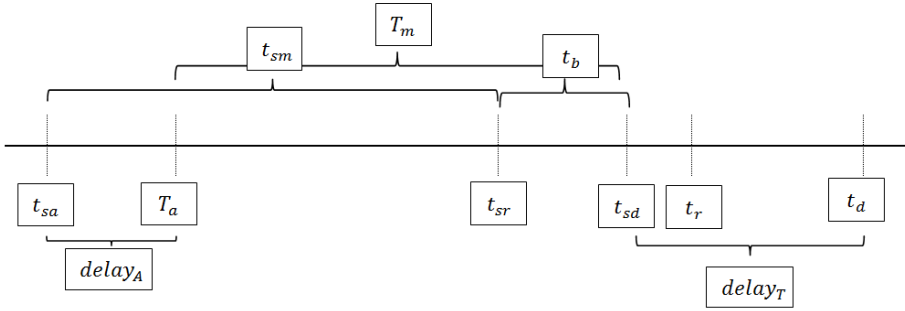 T_m
t_sm
t_b
t_sa
T_a
t_sr
t_sd
t_r
t_d
delay_A
delay_T